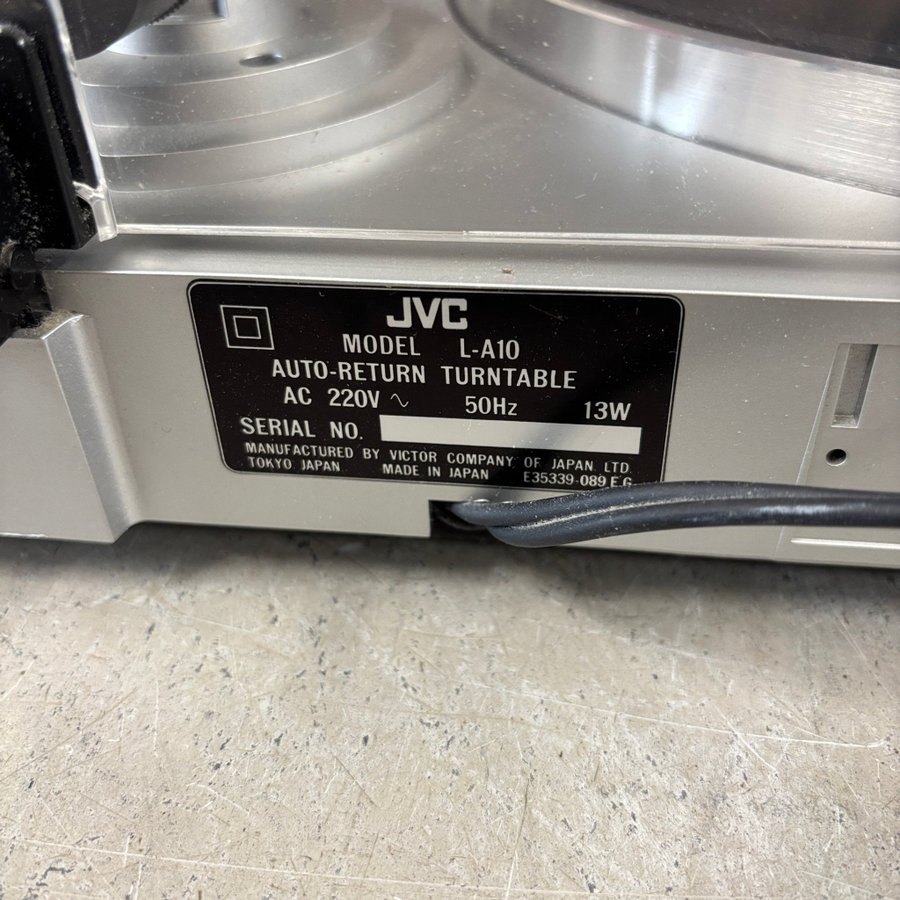 JVC
MODEL L-A10
AUTO-RETURN TURNTABLE
AC 220V ∿ 50Hz 13W
SERIAL NO.
MANUFACTURED BY VICTOR COMPANY OF JAPAN LTD.
TOKYO JAPAN MADE IN JAPAN E35339-089 E.G